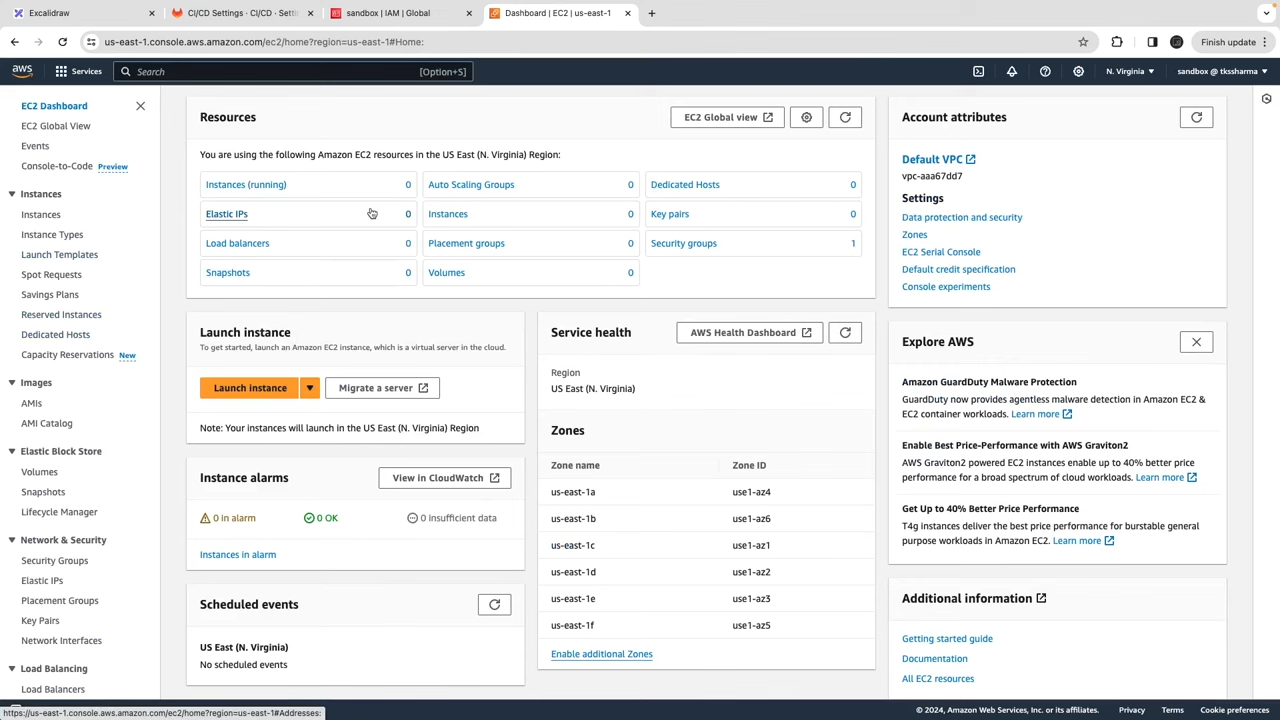 Excalidraw
CI/CD Settings · CI/CD · Setti
sandbox | IAM | Global
Dashboard | EC2 | us-east-1
us-east-1.console.aws.amazon.com/ec2/home?region=us-east-1#Home:
Finish update
aws
Services
Search
[Option+S]
N. Virginia
sandbox @ tkssharma
EC2 Dashboard
EC2 Global View
Events
Console-to-Code Preview
Instances
Instances
Instance Types
Launch Templates
Spot Requests
Savings Plans
Reserved Instances
Dedicated Hosts
Capacity Reservations New
Images
AMIs
AMI Catalog
Elastic Block Store
Volumes
Snapshots
Lifecycle Manager
Network & Security
Security Groups
Elastic IPs
Placement Groups
Key Pairs
Network Interfaces
Load Balancing
Load Balancers
Resources
EC2 Global view
You are using the following Amazon EC2 resources in the US East (N. Virginia) Region:
Instances (running) 0
Auto Scaling Groups 0
Dedicated Hosts 0
Elastic IPs 0
Instances 0
Key pairs 0
Load balancers 0
Placement groups 0
Security groups 1
Snapshots 0
Volumes 0
Launch instance
To get started, launch an Amazon EC2 instance, which is a virtual server in the cloud.
Launch instance
Migrate a server
Note: Your instances will launch in the US East (N. Virginia) Region
Instance alarms
View in CloudWatch
0 in alarm
0 OK
0 insufficient data
Instances in alarm
Scheduled events
US East (N. Virginia)
No scheduled events
Service health
AWS Health Dashboard
Region
US East (N. Virginia)
Zones
Zone name Zone ID
us-east-1a use1-az4
us-east-1b use1-az6
us-east-1c use1-az1
us-east-1d use1-az2
us-east-1e use1-az3
us-east-1f use1-az5
Enable additional Zones
Account attributes
Default VPC
vpc-aaa67dd7
Settings
Data protection and security
Zones
EC2 Serial Console
Default credit specification
Console experiments
Explore AWS
Amazon GuardDuty Malware Protection
GuardDuty now provides agentless malware detection in Amazon EC2 &
EC2 container workloads. Learn more
Enable Best Price-Performance with AWS Graviton2
AWS Graviton2 powered EC2 instances enable up to 40% better price
performance for a broad spectrum of cloud workloads. Learn more
Get Up to 40% Better Price Performance
T4g instances deliver the best price performance for burstable general
purpose workloads in Amazon EC2. Learn more
Additional information
Getting started guide
Documentation
All EC2 resources
https://us-east-1.console.aws.amazon.com/ec2/home?region=us-east-1#Addresses:
© 2024, Amazon Web Services, Inc. or its affiliates.
Privacy
Terms
Cookie preferences